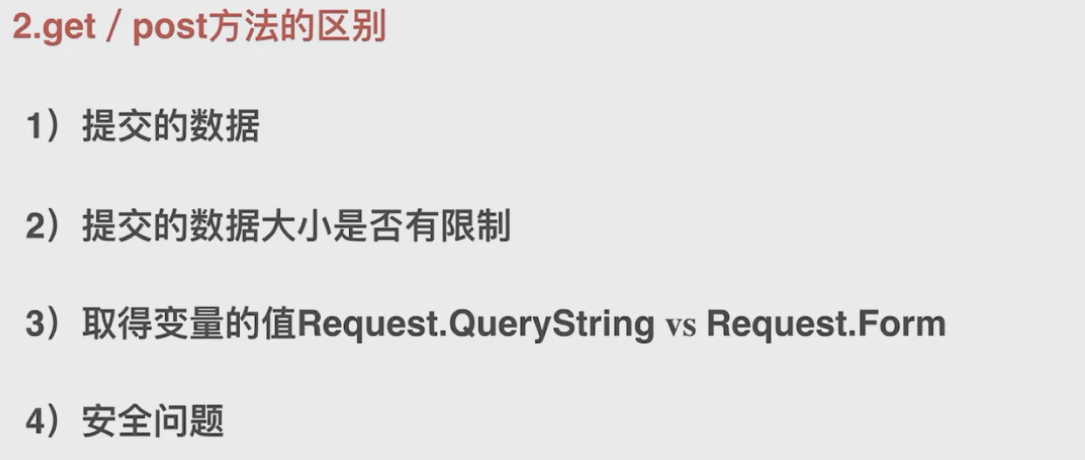 2.get / post方法的区别
1）提交的数据
2）提交的数据大小是否有限制
3）取得变量的值Request.QueryString vs Request.Form
4）安全问题